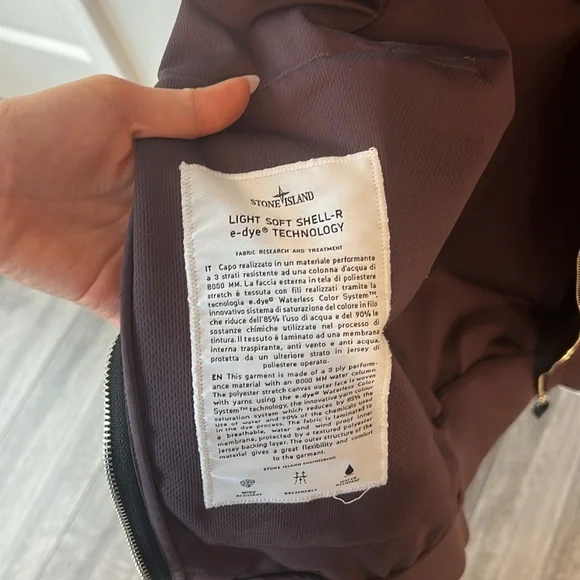 STONE ISLAND
LIGHT SOFT SHELL-R
e-dye® TECHNOLOGY
FABRIC RESEARCH AND TREATMENT
IT Capo realizzato in un materiale performante
a 3 strati resistente ad una colonna d'acqua di
8000 MM. La faccia esterna in tela di poliestere
stretch è tessuta con fili realizzati tramite la
tecnologia e.dye® Waterless Color System™,
innovativo sistema di saturazione del colore in filo
che riduce dell'85% l'uso di acqua e del 90% le
sostanze chimiche utilizzate nel processo di
tintura. Il tessuto è laminato ad una membrana
interna traspirante, anti vento e anti acqua,
protetta da un ulteriore strato in jersey di
poliestere operato.
EN This garment is made of a 3 ply perform-
ance material with an 8000 MM water column.
The polyester stretch canvas outer face is woven
with yarns using the e.dye® Waterless Color
System™ technology, the innovative yarn colour
saturation system which reduces by 85% the
use of water and 90% of the chemicals used
in the dye process. The fabric is laminated to
a breathable, water and wind proof inner
membrane, protected by a textured polyester
jersey backing layer. The outer structure of the
material gives a great flexibility and comfort
to the garment.
STONE ISLAND ENGINEERING
WIND
RESISTANT
BREATHABLE
WATER
RESISTANT